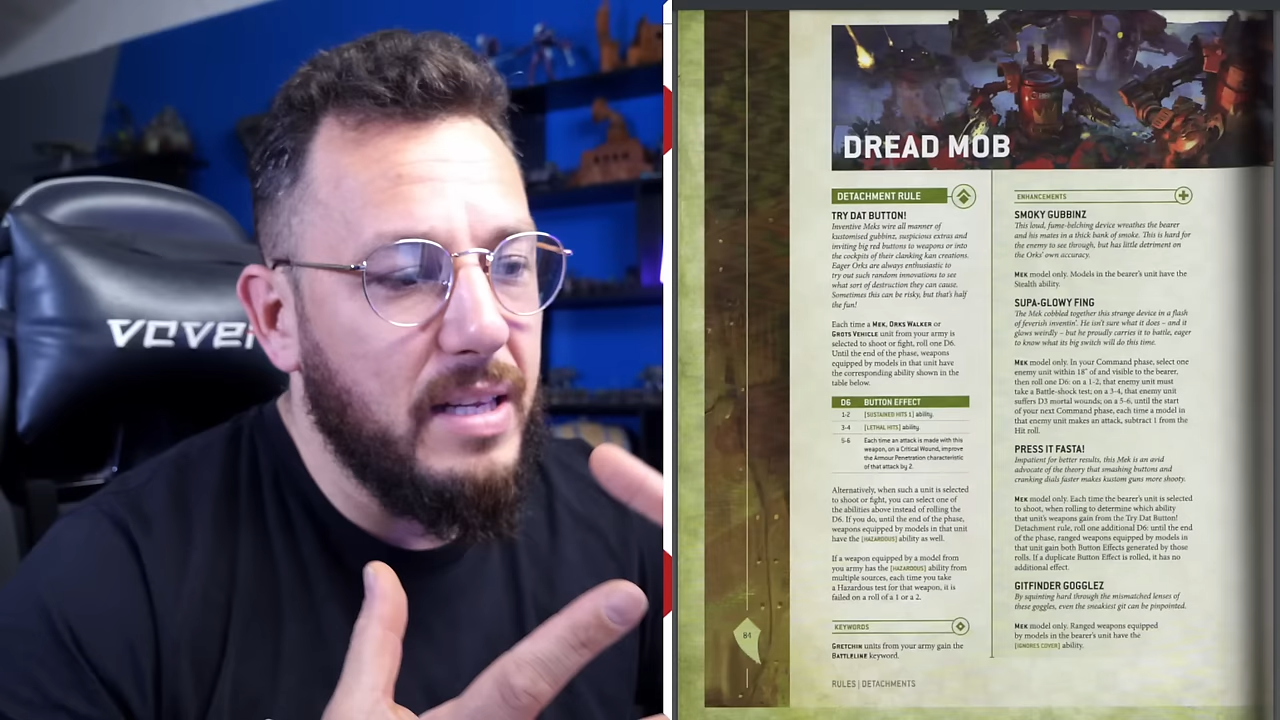 VOVE
DREAD MOB
DETACHMENT RULE
TRY DAT BUTTON!
Inventive Meks wire all manner of
kustomised gubbinz, suspicious extras and
inviting big red buttons to weapons or into
the cockpits of their clanking kan creations.
Eager Orks are always enthusiastic to
try out such random innovations to see
what sort of destruction they can cause.
Sometimes this can be risky, but that's half
the fun!
Each time a MEK, ORKS WALKER or
GROTS VEHICLE unit from your army is
selected to shoot or fight, roll one D6.
Until the end of the phase, weapons
equipped by models in that unit have
the corresponding ability shown in the
table below.
D6 BUTTON EFFECT
1-2 [SUSTAINED HITS 1] ability.
3-4 [LETHAL HITS] ability.
5-6 Each time an attack is made with this
weapon, on a Critical Wound, improve
the Armour Penetration characteristic
of that attack by 2.
Alternatively, when such a unit is selected
to shoot or fight, you can select one of
the abilities above instead of rolling the
D6. If you do, until the end of the phase,
weapons equipped by models in that unit
have the [HAZARDOUS] ability as well.
If a weapon equipped by a model from
you army has the [HAZARDOUS] ability from
multiple sources, each time you take
a Hazardous test for that weapon, it is
failed on a roll of a 1 or a 2.
KEYWORDS
GRETCHIN units from your army gain the
BATTLELINE keyword.
ENHANCEMENTS
SMOKY GUBBINZ
This loud, fume-belching device wreathes the bearer
and his mates in a thick bank of smoke. This is hard for
the enemy to see through, but has little detriment on
the Orks' own accuracy.
MEK model only. Models in the bearer's unit have the
Stealth ability.
SUPA-GLOWY FING
The Mek cobbled together this strange device in a flash
of feverish inventin'. He isn't sure what it does – and it
glows weirdly – but he proudly carries it to battle, eager
to know what its big switch will do this time.
MEK model only. In your Command phase, select one
enemy unit within 18" of and visible to the bearer,
then roll one D6: on a 1-2, that enemy unit must
take a Battle-shock test; on a 3-4, that enemy unit
suffers D3 mortal wounds; on a 5-6, until the start
of your next Command phase, each time a model in
that enemy unit makes an attack, subtract 1 from the
Hit roll.
PRESS IT FASTA!
Impatient for better results, this Mek is an avid
advocate of the theory that smashing buttons and
cranking dials faster makes kustom guns more shooty.
MEK model only. Each time the bearer's unit is selected
to shoot, when rolling to determine which ability
that unit's weapons gain from the Try Dat Button!
Detachment rule, roll one additional D6: until the end
of the phase, ranged weapons equipped by models in
that unit gain both Button Effects generated by those
rolls. If a duplicate Button Effect is rolled, it has no
additional effect.
GITFINDER GOGGLEZ
By squinting hard through the mismatched lenses of
these goggles, even the sneakiest git can be pinpointed.
MEK model only. Ranged weapons equipped
by models in the bearer's unit have the
[IGNORES COVER] ability.
84
RULES | DETACHMENTS